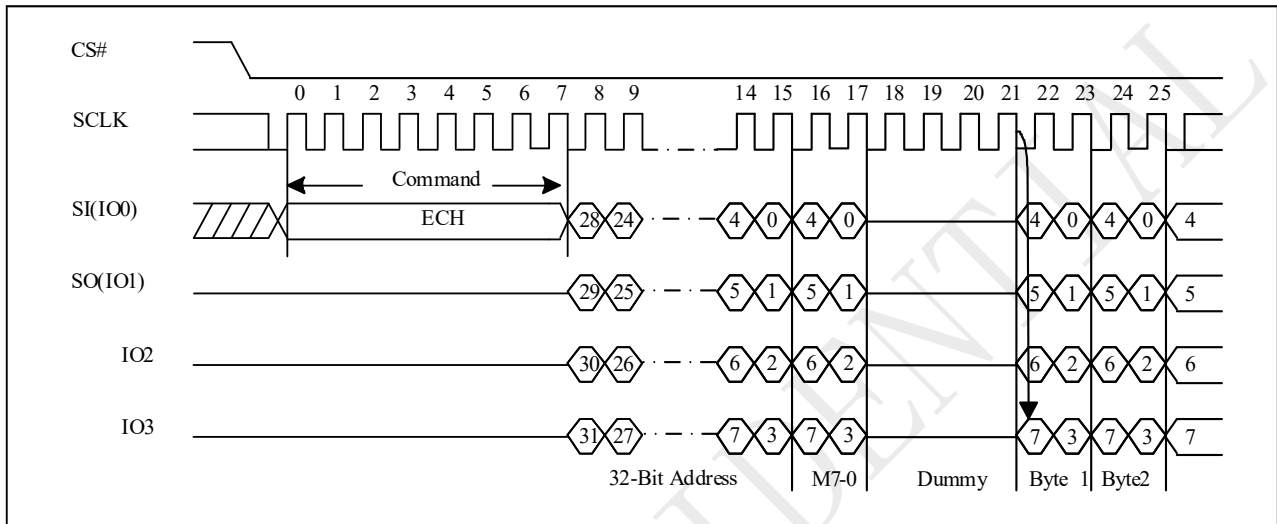 CS#
0 1 2 3 4 5 6 7 8 9 14 15 16 17 18 19 20 21 22 23 24 25
SCLK
Command
SI(IO0) ECH 28 24 4 0 4 0 4 0 4 0 4
SO(IO1) 29 25 5 1 5 1 5 1 5 1 5
IO2 30 26 6 2 6 2 6 2 6 2 6
IO3 31 27 7 3 7 3 7 3 7 3 7
32-Bit Address M7-0 Dummy Byte 1 Byte2
DENTIAL